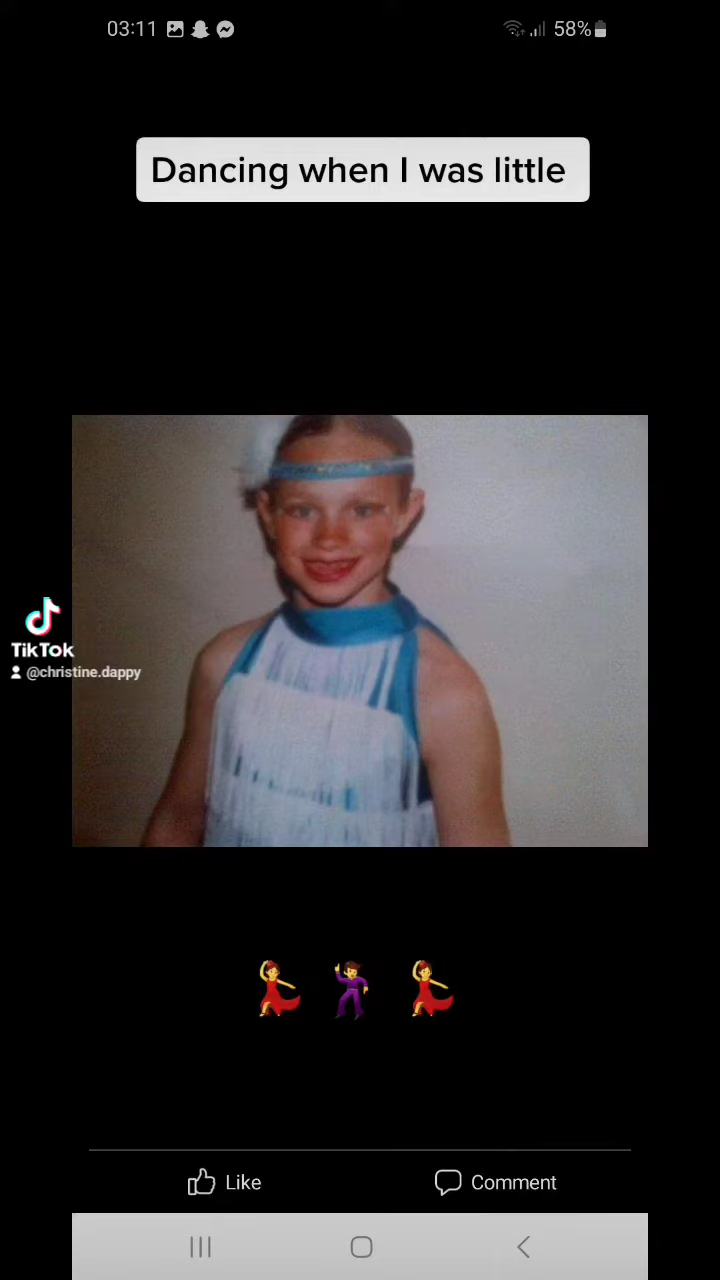 03:11
58%
Dancing when I was little
TikTok
@christine.dappy
Like
Comment